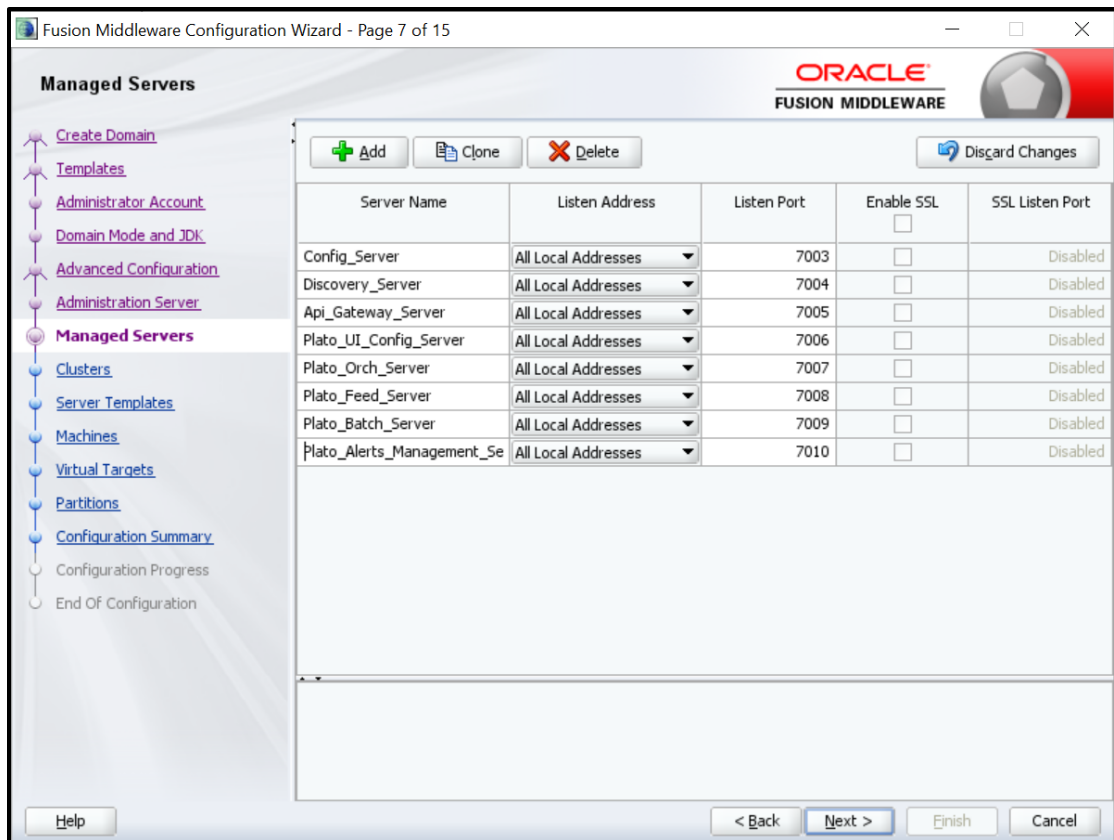 Fusion Middleware Configuration Wizard - Page 7 of 15
Managed Servers
ORACLE
FUSION MIDDLEWARE
Create Domain
Templates
Administrator Account
Domain Mode and JDK
Advanced Configuration
Administration Server
Managed Servers
Clusters
Server Templates
Machines
Virtual Targets
Partitions
Configuration Summary
Configuration Progress
End Of Configuration
Add Clone Delete Discard Changes
Server Name Listen Address Listen Port Enable SSL SSL Listen Port
Config_Server All Local Addresses 7003 Disabled
Discovery_Server All Local Addresses 7004 Disabled
Api_Gateway_Server All Local Addresses 7005 Disabled
Plato_UI_Config_Server All Local Addresses 7006 Disabled
Plato_Orch_Server All Local Addresses 7007 Disabled
Plato_Feed_Server All Local Addresses 7008 Disabled
Plato_Batch_Server All Local Addresses 7009 Disabled
Plato_Alerts_Management_Se All Local Addresses 7010 Disabled
Help < Back Next > Finish Cancel